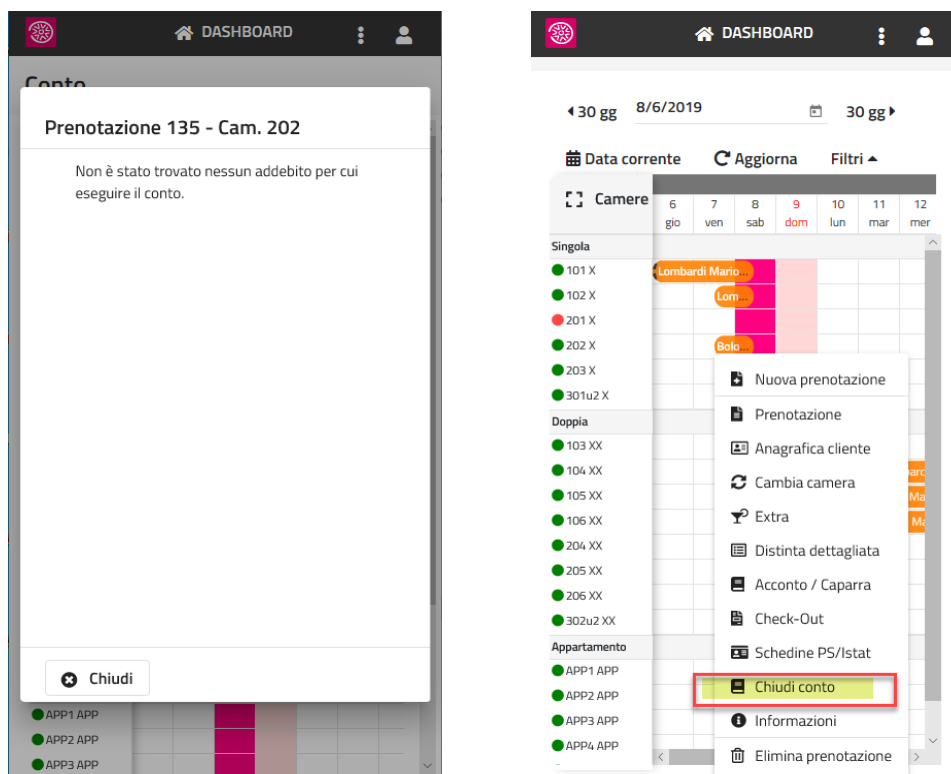 DASHBOARD
Conto
Prenotazione 135 - Cam. 202
Non è stato trovato nessun addebito per cui
eseguire il conto.
Chiudi
APP1 APP
APP2 APP
APP3 APP
DASHBOARD
30 gg 8/6/2019 30 gg
Data corrente Aggiorna Filtri
Camere
6 7 8 9 10 11 12
gio ven sab dom lun mar mer
Singola
101 X Lombardi Mario...
102 X Lom...
201 X
202 X Bolo...
203 X
301u2 X
Doppia
103 XX
104 XX
105 XX Ma
106 XX Ma
204 XX
205 XX
206 XX
302u2 XX
Appartamento
APP1 APP
APP2 APP
APP3 APP
APP4 APP
Nuova prenotazione
Prenotazione
Anagrafica cliente
Cambia camera
Extra
Distinta dettagliata
Acconto / Caparra
Check-Out
Schedine PS/Istat
Chiudi conto
Informazioni
Elimina prenotazione